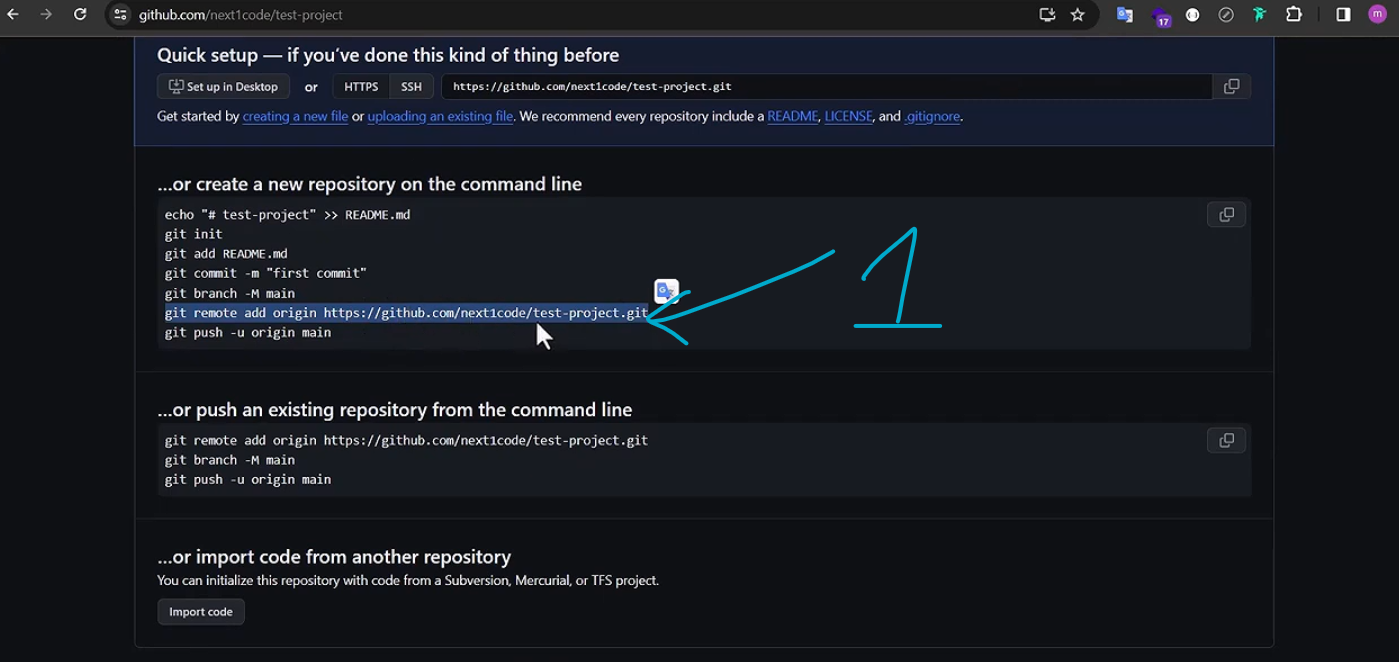 github.com/next1code/test-project
17
m
Quick setup — if you've done this kind of thing before
Set up in Desktop or HTTPS SSH https://github.com/next1code/test-project.git
Get started by creating a new file or uploading an existing file. We recommend every repository include a README, LICENSE, and .gitignore.
...or create a new repository on the command line
echo "# test-project" >> README.md
git init
git add README.md
git commit -m "first commit"
git branch -M main
git remote add origin https://github.com/next1code/test-project.git
git push -u origin main
1
...or push an existing repository from the command line
git remote add origin https://github.com/next1code/test-project.git
git branch -M main
git push -u origin main
...or import code from another repository
You can initialize this repository with code from a Subversion, Mercurial, or TFS project.
Import code